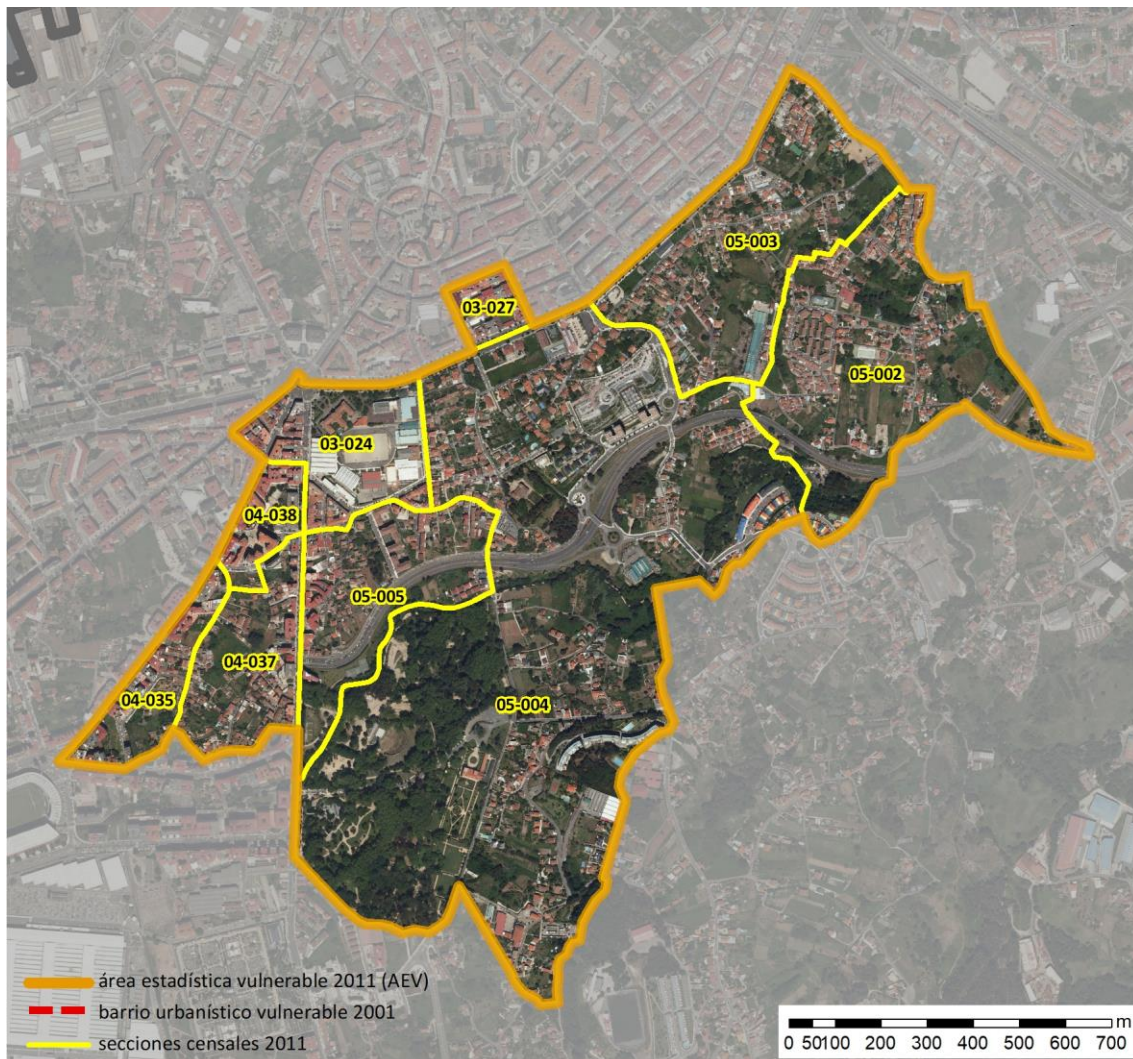 05-003
03-027
05-002
03-024
04-038
05-005
04-037
04-035
05-004
área estadística vulnerable 2011 (AEV)
barrio urbanístico vulnerable 2001
secciones censales 2011
m
0 50100 200 300 400 500 600 700